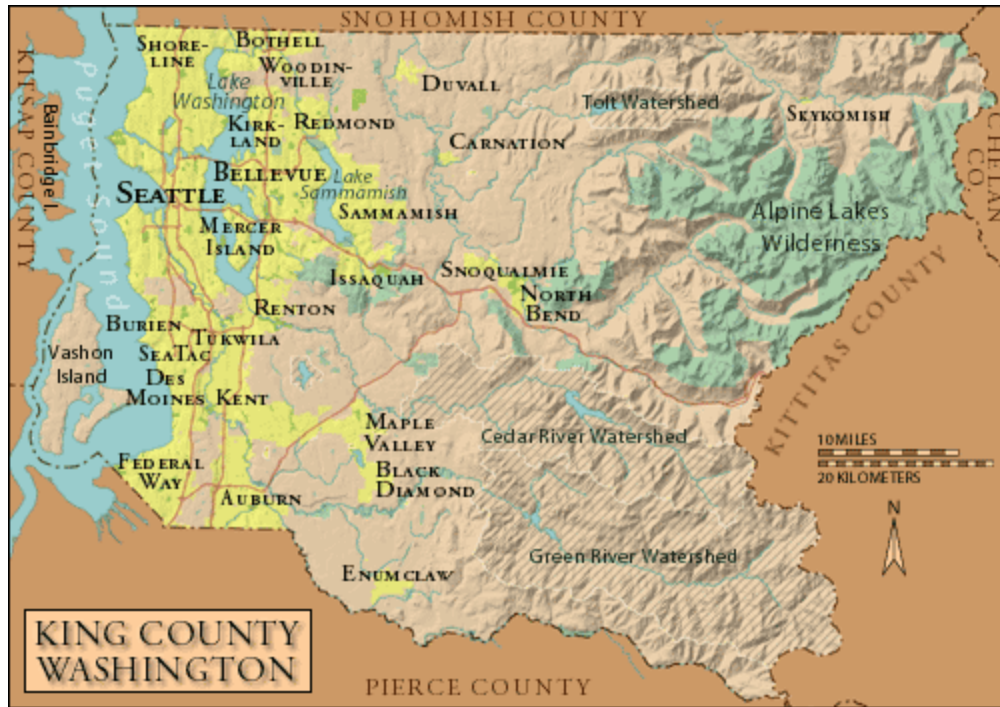 SNOHOMISH COUNTY
KITSAP COUNTY
Bainbridge I.
puget sound
SHORE-
LINE
BOTHELL
WOODIN-
VILLE
Lake
Washington
KIRK-
LAND
REDMOND
DUVALL
Tolt Watershed
SKYKOMISH
CHELAN
CO.
CARNATION
SEATTLE
BELLEVUE
Lake
Sammamish
SAMMAMISH
MERCER
ISLAND
Alpine Lakes
Wilderness
ISSAQUAH
SNOQUALMIE
NORTH
BEND
RENTON
BURIEN
TUKWILA
SEATAC
Vashon
Island
DES
MOINES
KENT
KITTITAS COUNTY
MAPLE
VALLEY
Cedar River Watershed
10 MILES
20 KILOMETERS
FEDERAL
WAY
BLACK
DIAMOND
AUBURN
N
Green River Watershed
ENUMCLAW
KING COUNTY
WASHINGTON
PIERCE COUNTY